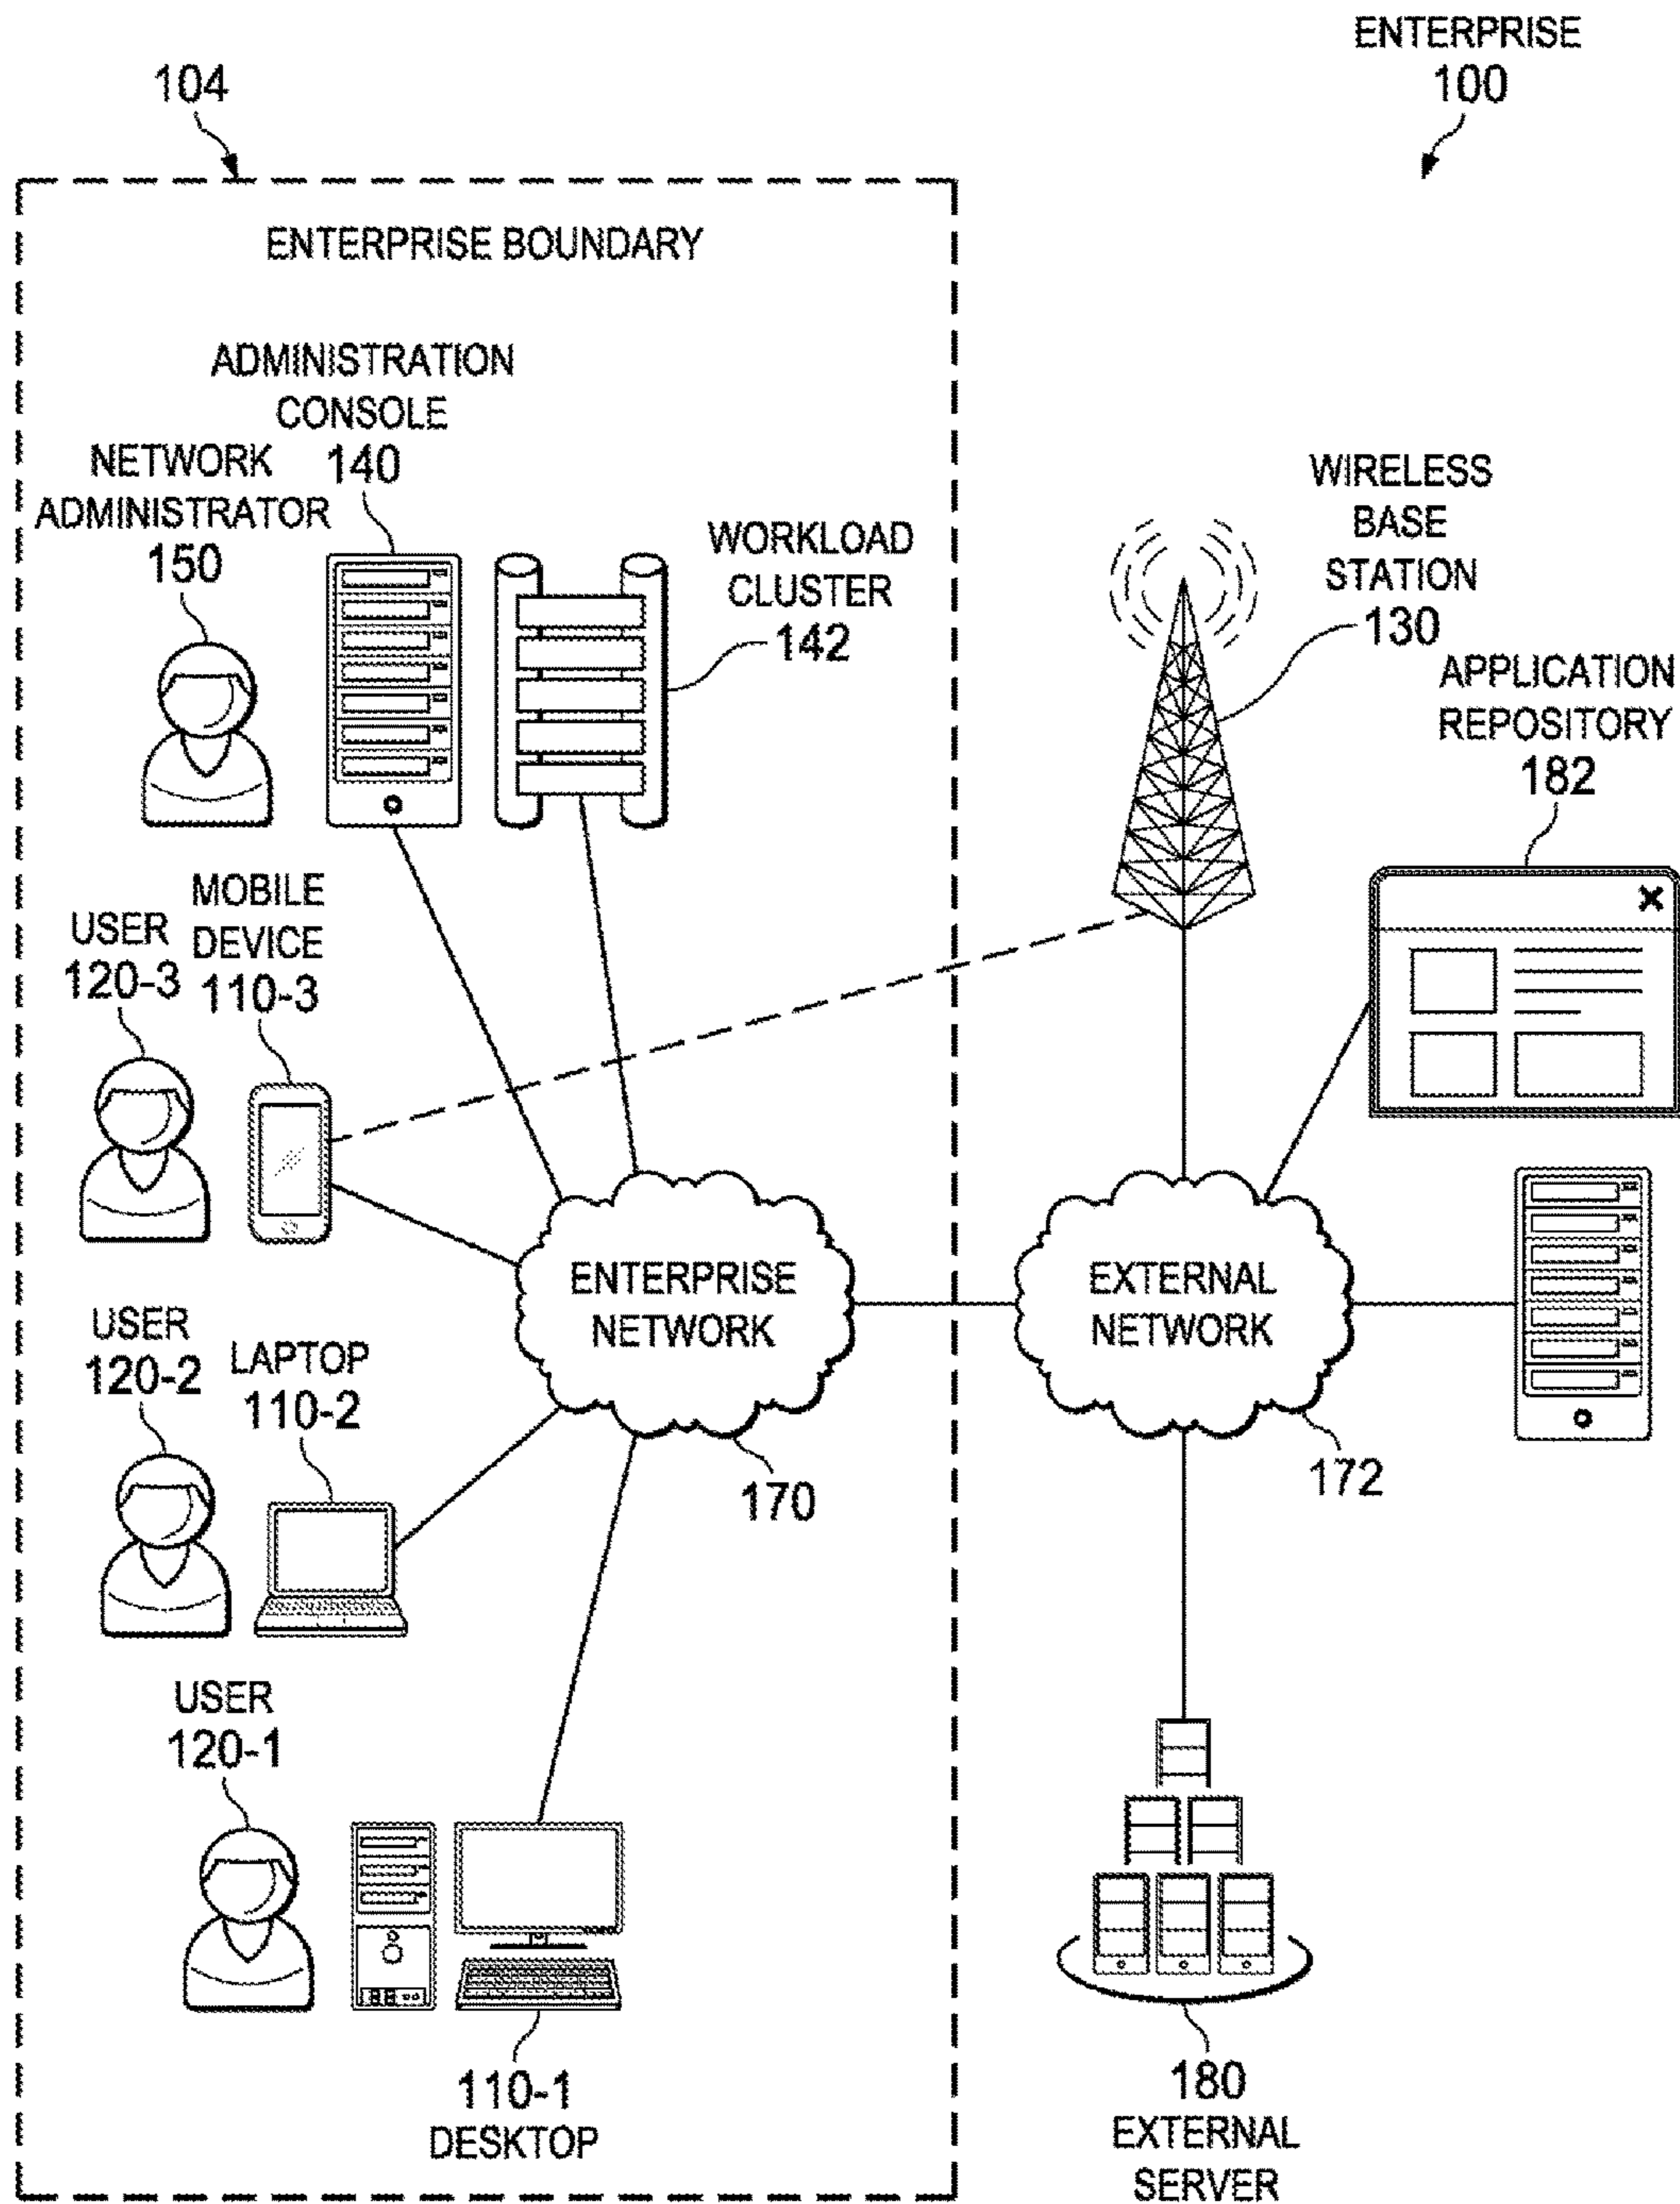 ENTERPRISE
100
104
ENTERPRISE BOUNDARY
ADMINISTRATION
CONSOLE
140
NETWORK
ADMINISTRATOR
150
WORKLOAD
CLUSTER
142
WIRELESS
BASE
STATION
130
APPLICATION
REPOSITORY
182
MOBILE
DEVICE
110-3
USER
120-3
ENTERPRISE
NETWORK
170
EXTERNAL
NETWORK
172
USER
120-2
LAPTOP
110-2
USER
120-1
110-1
DESKTOP
180
EXTERNAL
SERVER